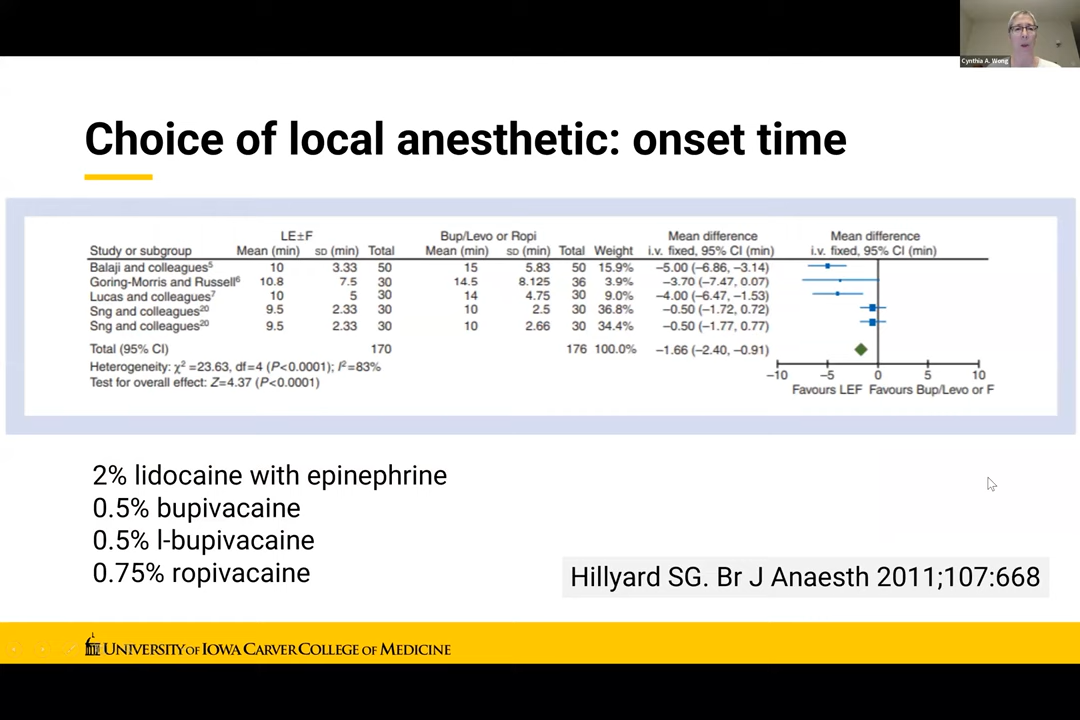 Cynthia A. Wong
Choice of local anesthetic: onset time
LE±F Bup/Levo or Ropi Mean difference Mean difference
Study or subgroup Mean (min) SD (min) Total Mean (min) SD (min) Total Weight i.v. fixed, 95% CI (min) i.v. fixed, 95% CI (min)
Balaji and colleagues5 10 3.33 50 15 5.83 50 15.9% −5.00 (−6.86, −3.14)
Goring-Morris and Russell6 10.8 7.5 30 14.5 8.125 36 3.9% −3.70 (−7.47, 0.07)
Lucas and colleagues7 10 5 30 14 4.75 30 9.0% −4.00 (−6.47, −1.53)
Sng and colleagues20 9.5 2.33 30 10 2.5 30 36.8% −0.50 (−1.72, 0.72)
Sng and colleagues20 9.5 2.33 30 10 2.66 30 34.4% −0.50 (−1.77, 0.77)
Total (95% CI) 170 176 100.0% −1.66 (−2.40, −0.91)
Heterogeneity: χ2 =23.63, df=4 (P<0.0001); I2=83%
Test for overall effect: Z=4.37 (P<0.0001)
−10 −5 0 5 10
Favours LEF Favours Bup/Levo or F
2% lidocaine with epinephrine
0.5% bupivacaine
0.5% l-bupivacaine
0.75% ropivacaine
Hillyard SG. Br J Anaesth 2011;107:668
UNIVERSITY OF IOWA CARVER COLLEGE OF MEDICINE